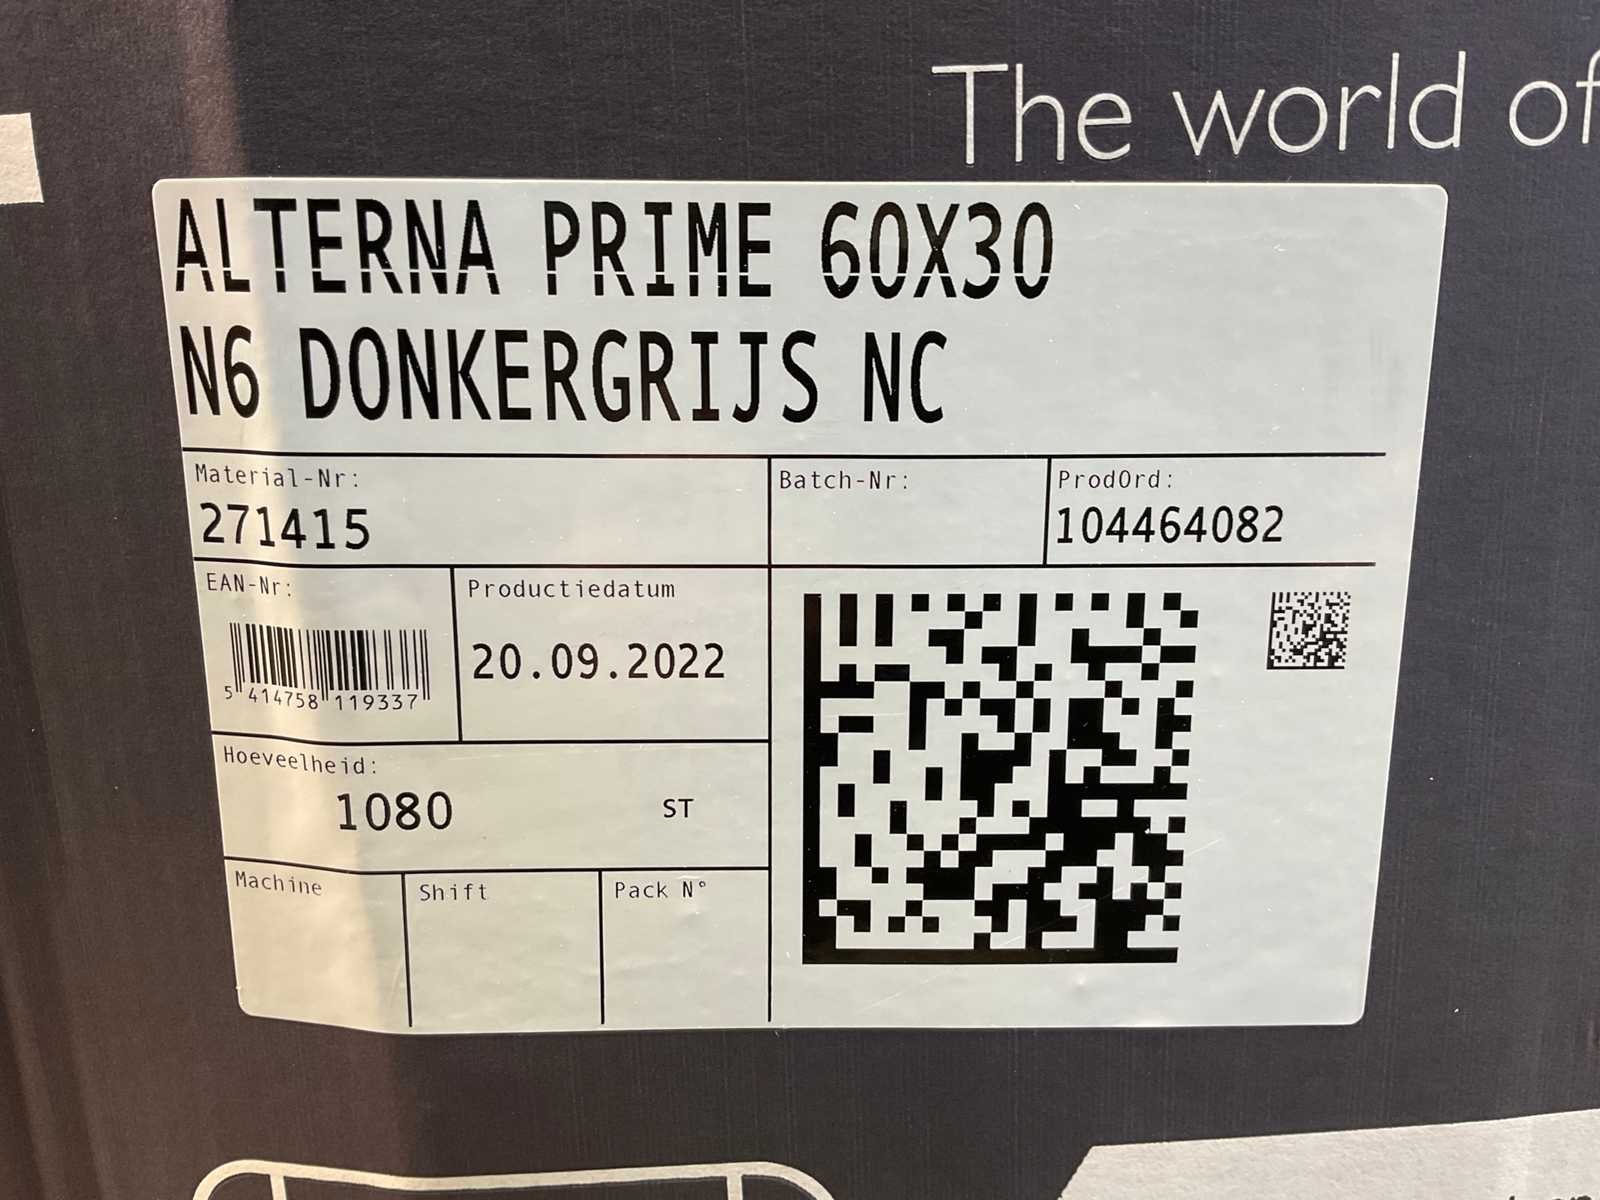 The world of
ALTERNA PRIME 60X30
N6 DONKERGRIJS NC
Material-Nr:
271415
Batch-Nr:
ProdOrd:
104464082
EAN-Nr:
5 414758 119337
Productiedatum
20.09.2022
Hoeveelheid:
1080 ST
Machine
Shift
Pack N°